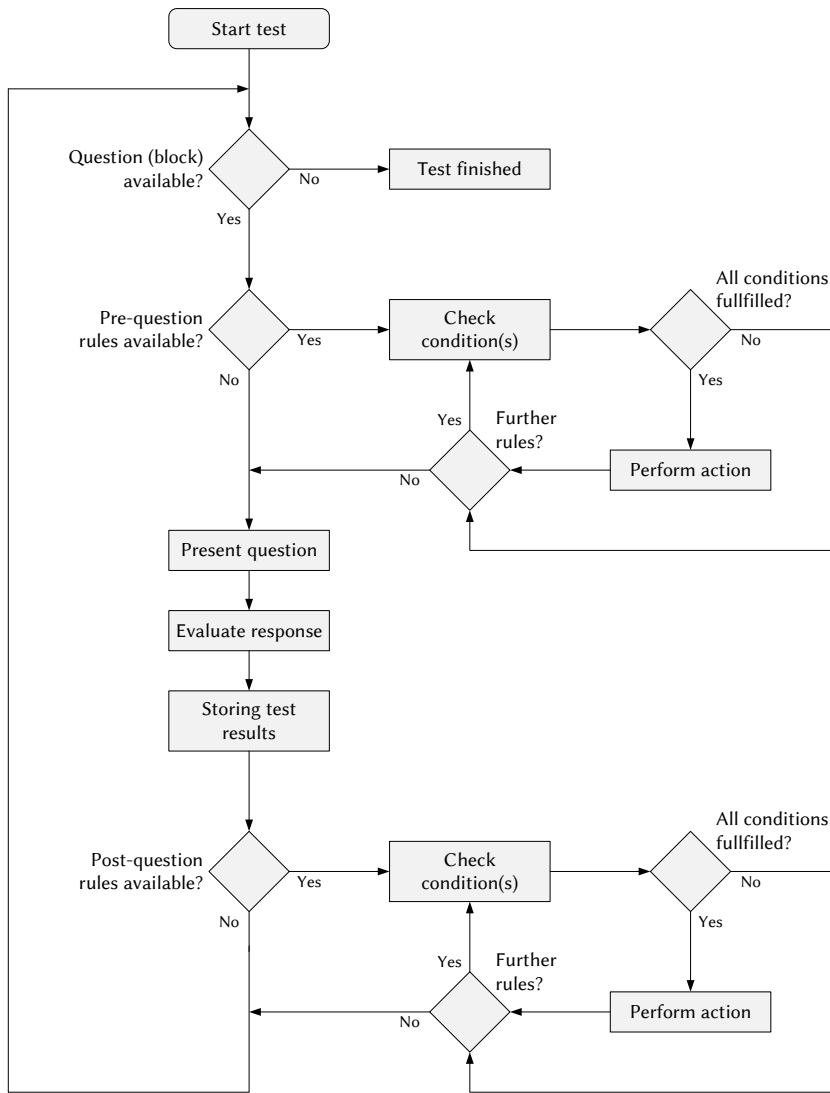 Start test
Question (block)
available?
No
Test finished
Yes
Pre-question
rules available?
Yes
No
Check
condition(s)
All conditions
fullfilled?
No
Yes
Further
rules?
Yes
No
Perform action
Present question
Evaluate response
Storing test
results
Post-question
rules available?
Yes
No
Check
condition(s)
All conditions
fullfilled?
No
Yes
Further
rules?
Yes
No
Perform action